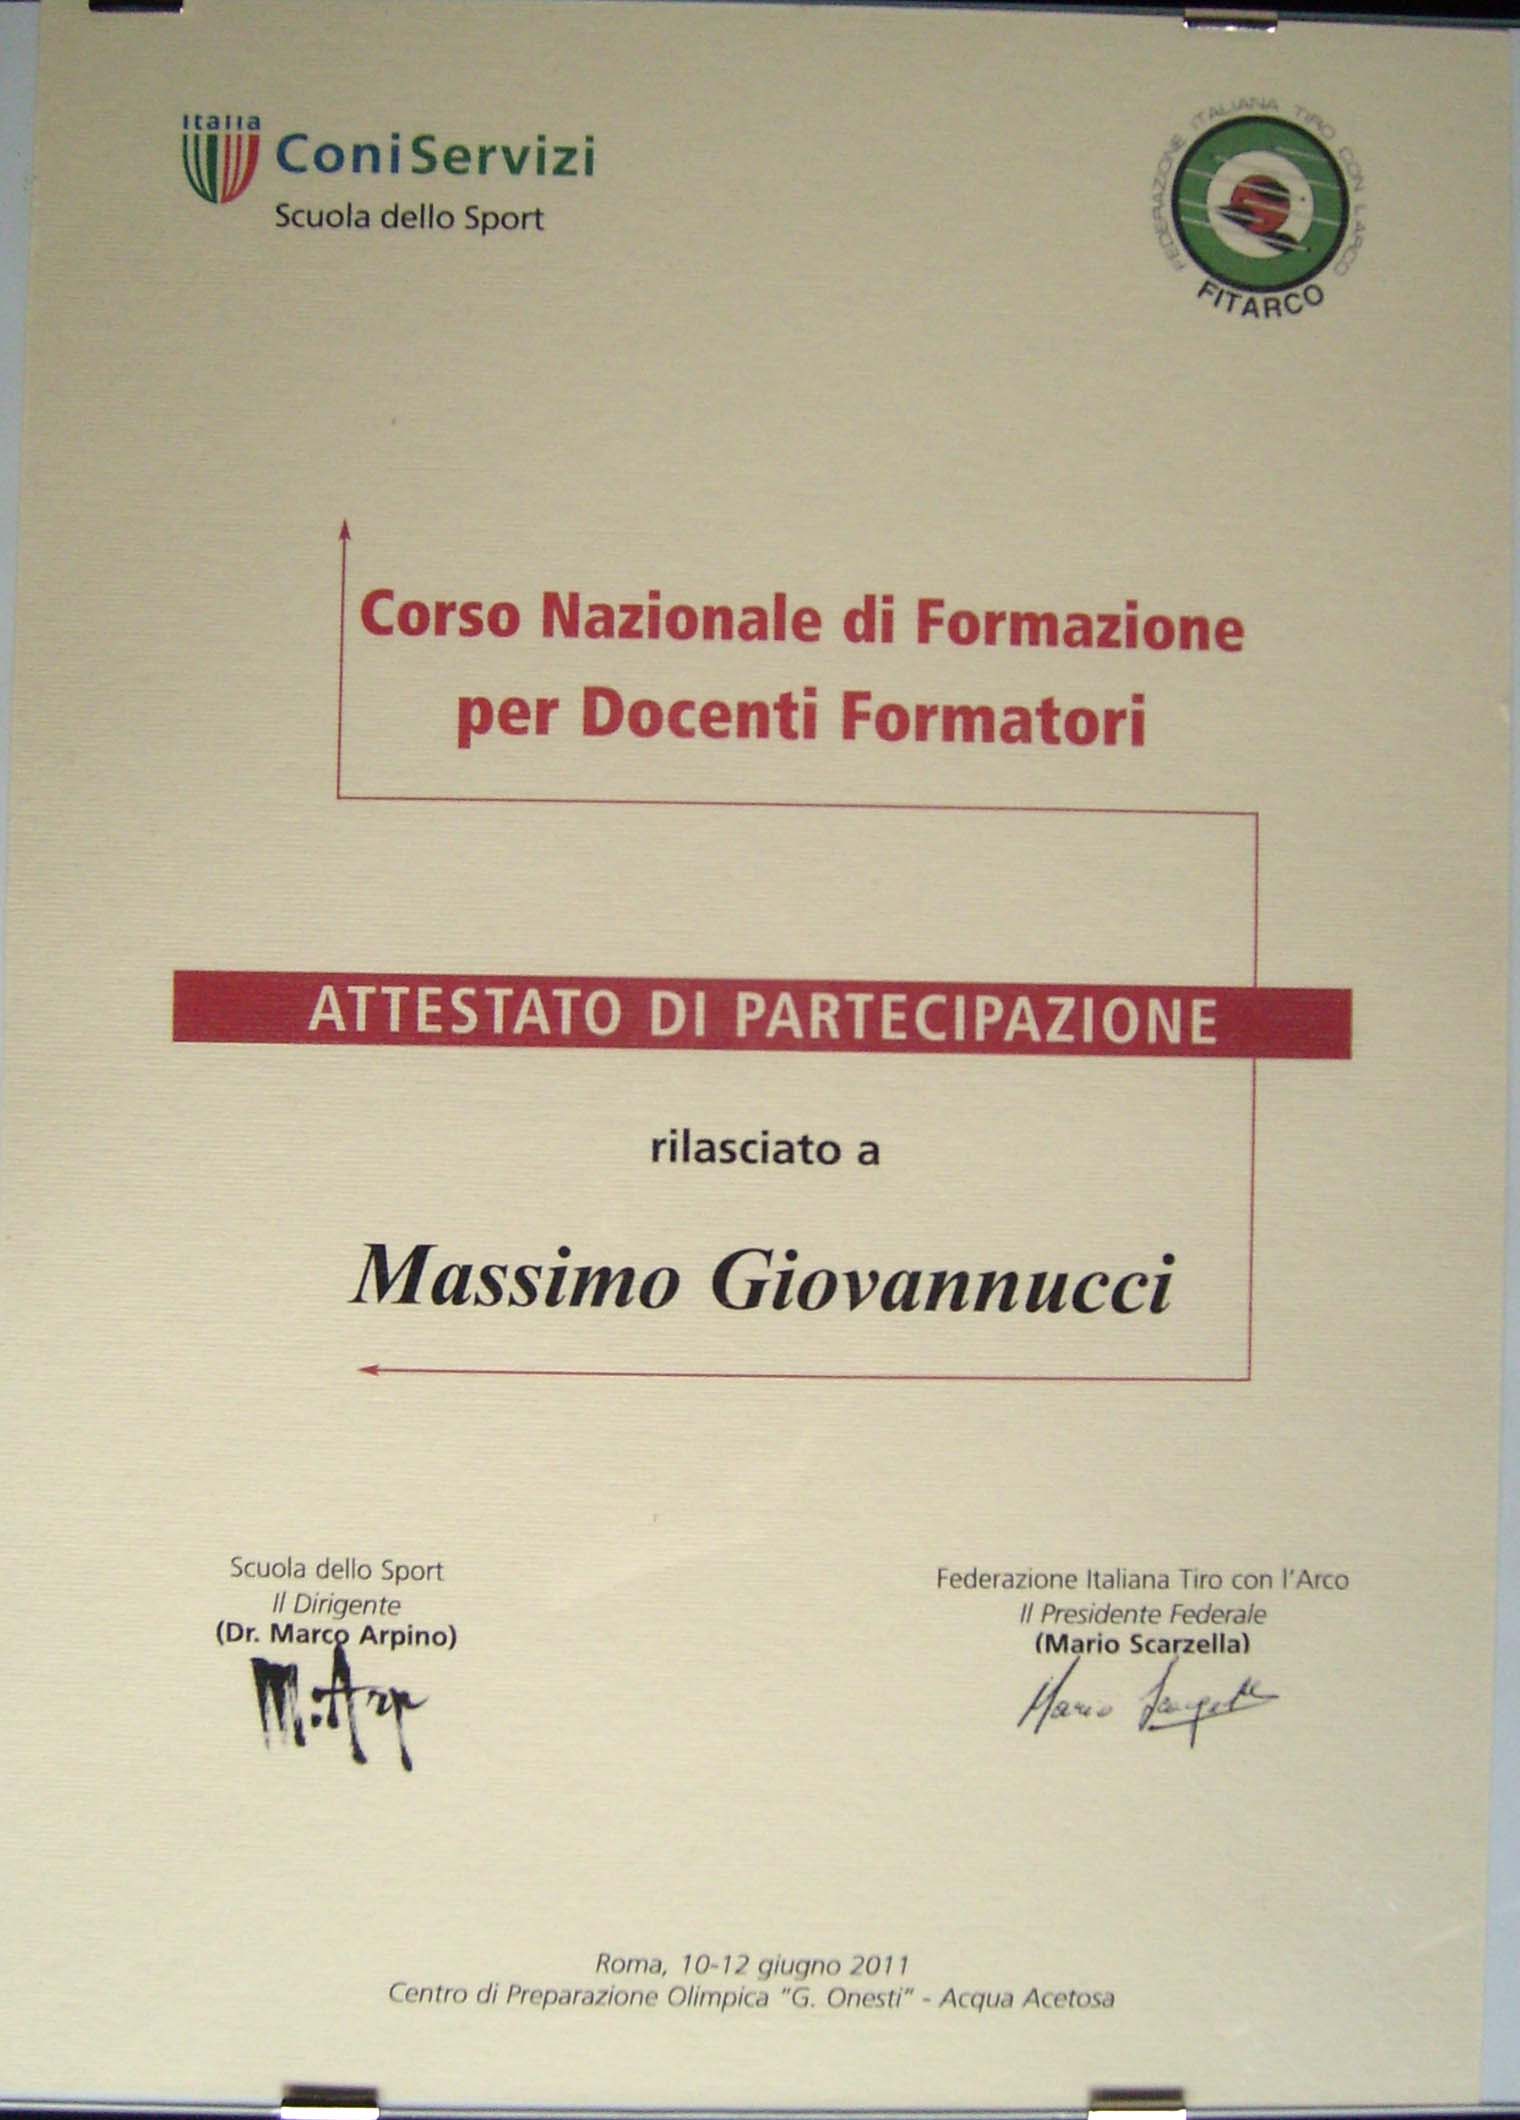 Italia
ConiServizi
Scuola dello Sport
FEDERAZIONE ITALIANA TIRO CON L'ARCO
FITARCO
Corso Nazionale di Formazione
per Docenti Formatori
ATTESTATO DI PARTECIPAZIONE
rilasciato a
Massimo Giovannucci
Scuola dello Sport
Il Dirigente
(Dr. Marco Arpino)
M. Arp
Federazione Italiana Tiro con l'Arco
Il Presidente Federale
(Mario Scarzella)
Mario
Roma, 10-12 giugno 2011
Centro di Preparazione Olimpica "G. Onesti" - Acqua Acetosa